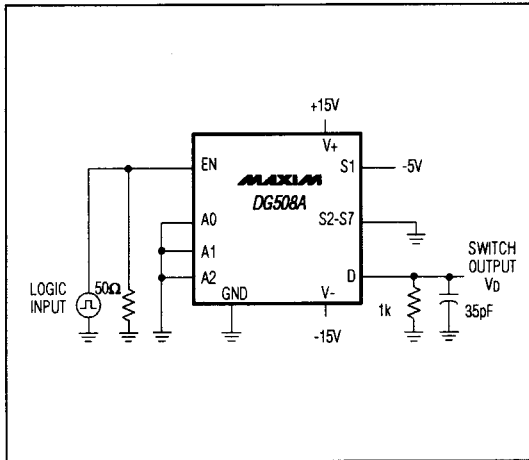 +15V
V+
EN
MAXIM
DG508A
S1
-5V
A0
S2-S7
A1
A2
D
SWITCH
OUTPUT
VD
LOGIC
INPUT
50Ω
GND
V-
-15V
1k
35pF